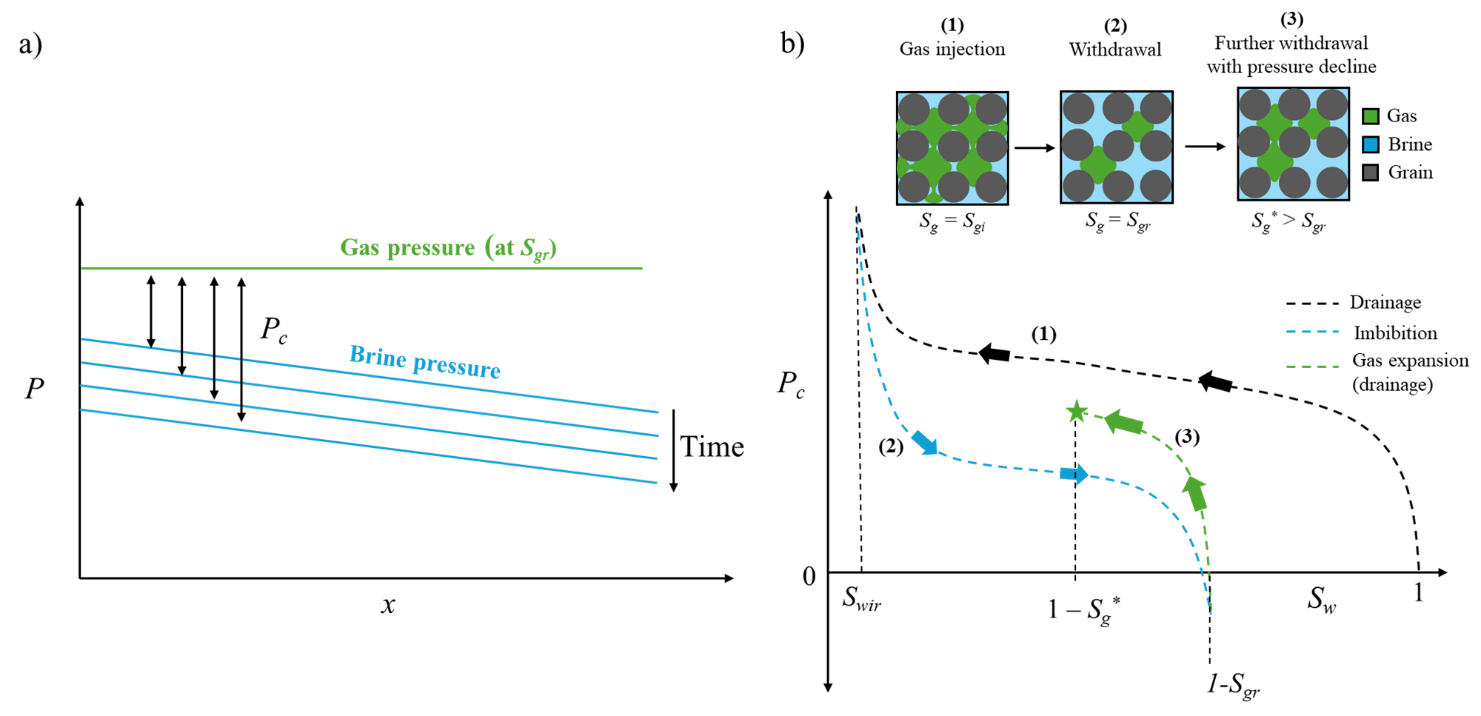 a)
Gas pressure (at Sgr)
Pc
Brine pressure
P
Time
x
b)
(1)
Gas injection
(2)
Withdrawal
(3)
Further withdrawal
with pressure decline
Gas
Brine
Grain
Sg = Sgi
Sg = Sgr
Sg* > Sgr
Drainage
Imbibition
Gas expansion
(drainage)
Pc
(1)
(2)
(3)
0
Swir
1 – Sg*
Sw
1
1-Sgr